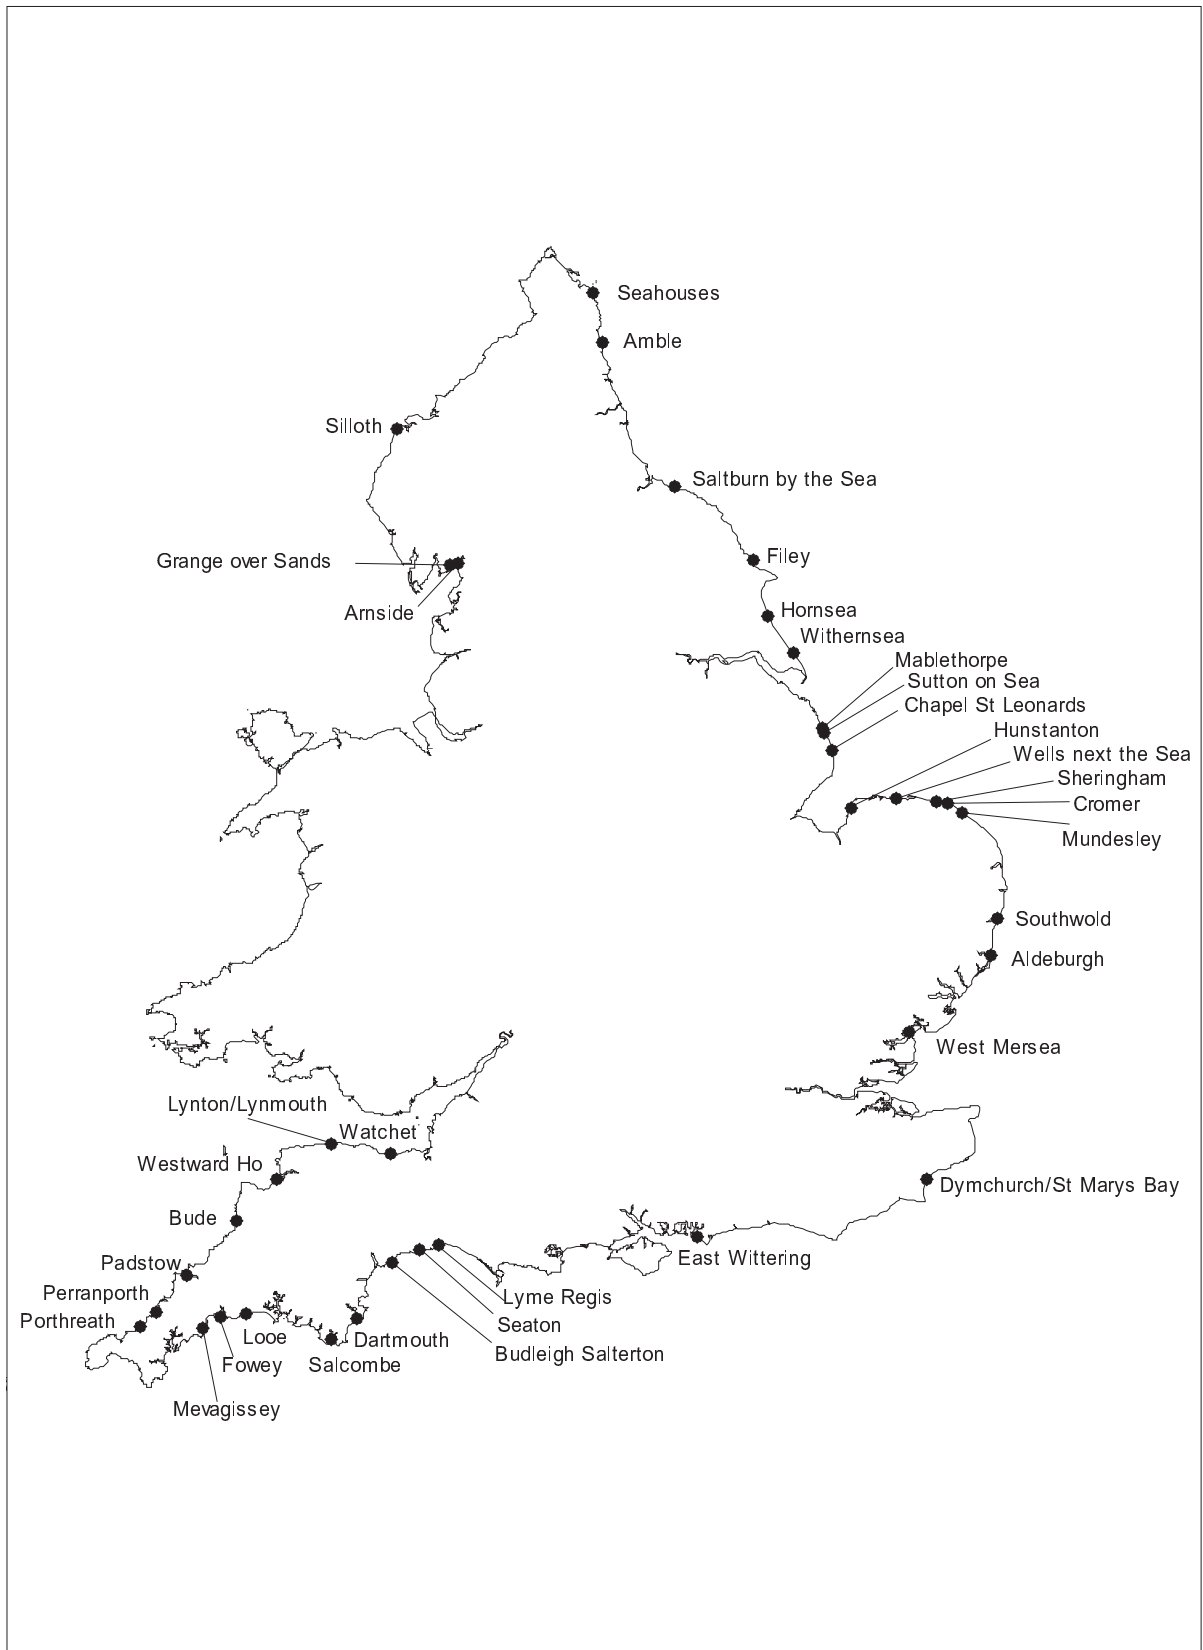 Seahouses
Amble
Silloth
Saltburn by the Sea
Filey
Grange over Sands
Arnside
Hornsea
Withernsea
Mablethorpe
Sutton on Sea
Chapel St Leonards
Hunstanton
Wells next the Sea
Sheringham
Cromer
Mundesley
Southwold
Aldeburgh
West Mersea
Lynton/Lynmouth
Watchet
Westward Ho
Dymchurch/St Marys Bay
Bude
East Wittering
Padstow
Perranporth
Lyme Regis
Porthreath
Seaton
Looe
Dartmouth
Budleigh Salterton
Fowey
Salcombe
Mevagissey